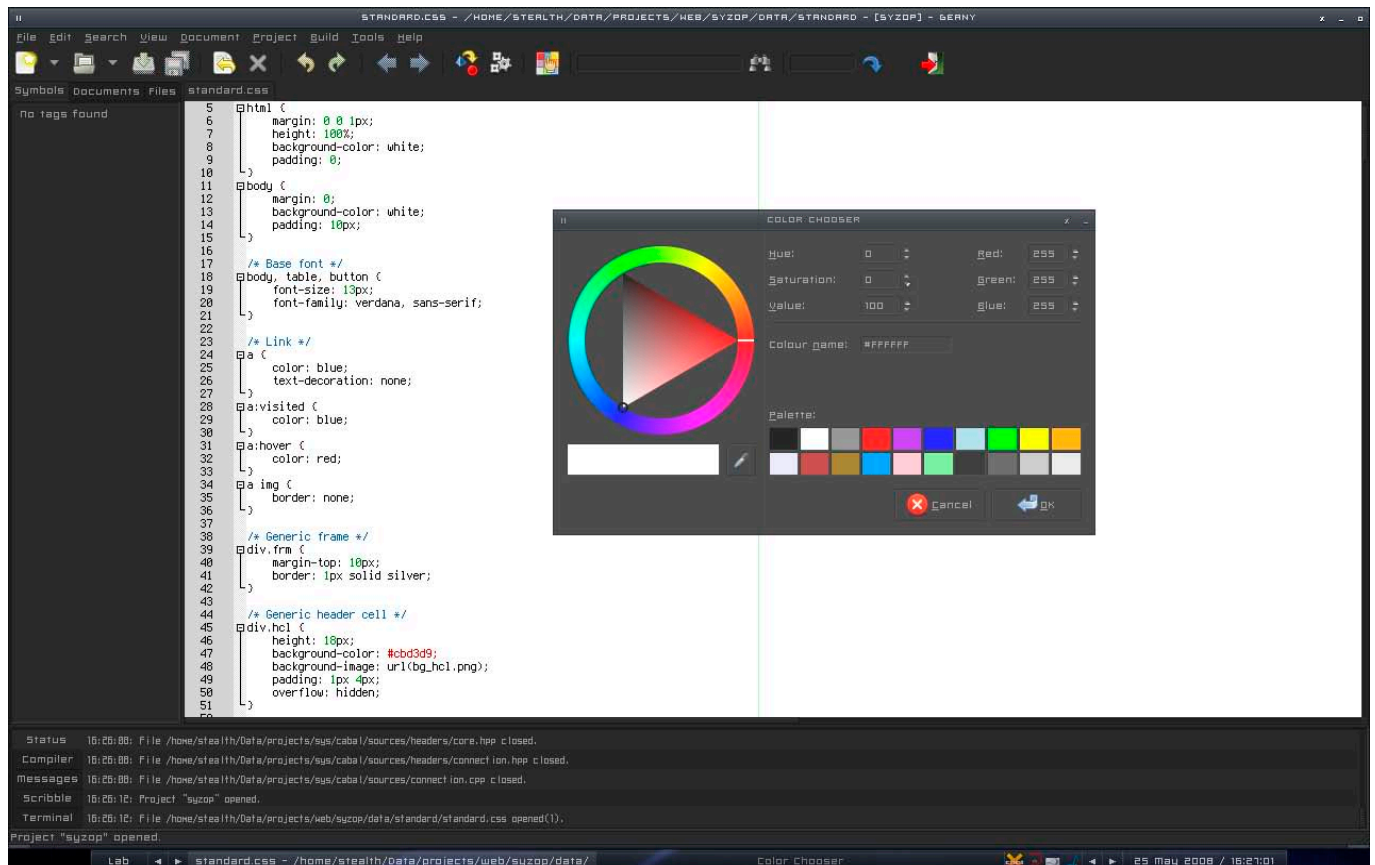 STANDARD.CSS - /HOME/STEALTH/DATA/PROJECTS/WEB/SYZOP/DATA/STANDARD - [SYZOP] - GEANY
File Edit Search View Document Project Build Tools Help
Symbols Documents Files standard.css
No tags found
5 html {
6 margin: 0 0 1px;
7 height: 100%;
8 background-color: white;
9 padding: 0;
10 }
11 body {
12 margin: 0;
13 background-color: white;
14 padding: 10px;
15 }
16
17 /* Base font */
18 body, table, button {
19 font-size: 13px;
20 font-family: verdana, sans-serif;
21 }
22
23 /* Link */
24 a {
25 color: blue;
26 text-decoration: none;
27 }
28 a:visited {
29 color: blue;
30 }
31 a:hover {
32 color: red;
33 }
34 a img {
35 border: none;
36 }
37
38 /* Generic frame */
39 div.frm {
40 margin-top: 10px;
41 border: 1px solid silver;
42 }
43
44 /* Generic header cell */
45 div.hcl {
46 height: 18px;
47 background-color: #cbd3d9;
48 background-image: url(bg_hcl.png);
49 padding: 1px 4px;
50 overflow: hidden;
51 }
COLOR CHOOSER
Hue: 0 Red: 255
Saturation: 0 Green: 255
Value: 100 Blue: 255
Colour name: #FFFFFF
Palette:
Cancel OK
Status 16:26:08: File /home/stealth/Data/projects/sys/cabal/sources/headers/core.hpp closed.
Compiler 16:26:08: File /home/stealth/Data/projects/sys/cabal/sources/headers/connection.hpp closed.
Messages 16:26:08: File /home/stealth/Data/projects/sys/cabal/sources/connection.cpp closed.
Scribble 16:26:12: Project "syzop" opened.
Terminal 16:26:12: File /home/stealth/Data/projects/web/syzop/data/standard/standard.css opened(1).
Project "syzop" opened.
Lab standard.css - /home/stealth/Data/projects/web/syzop/data/ Color Chooser 25 May 2008 / 16:27:01